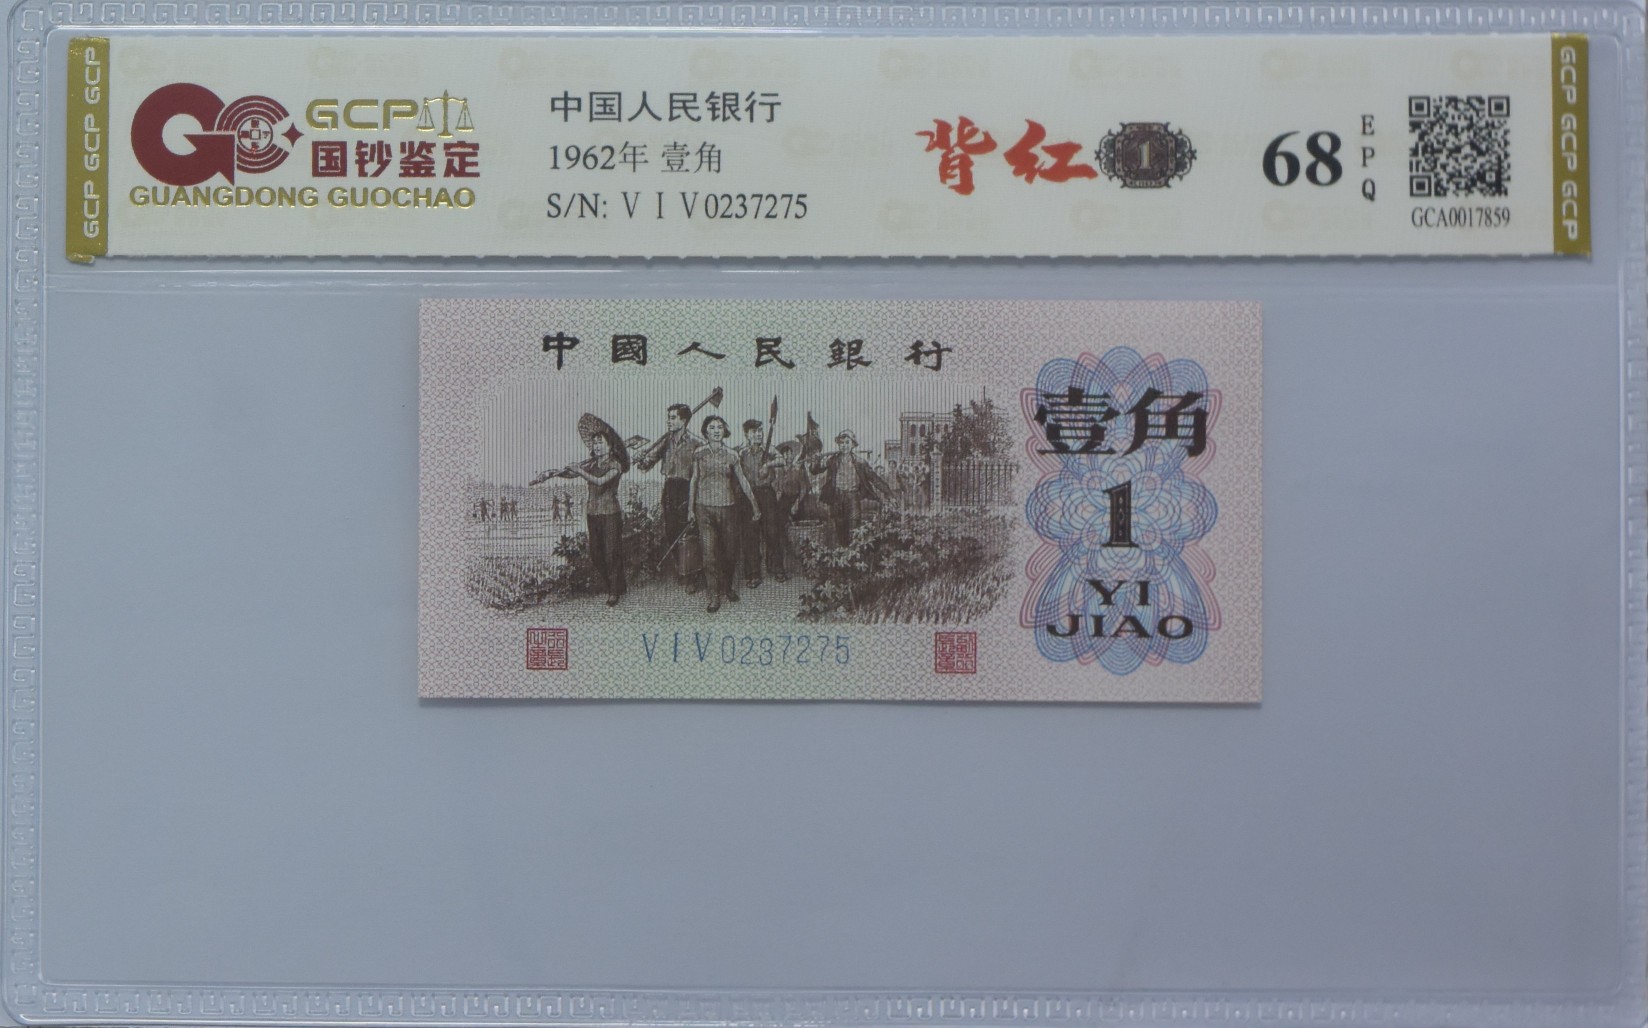 GCP GCP GCP
GCP
国钞鉴定
GUANGDONG GUOCHAO
中国人民银行
1962年 壹角
S/N: V I V0237275
背红
1
68
EPQ
GCA0017859
GCP GCP GCP
中國人民銀行
壹角
1
YI
JIAO
V I V0237275